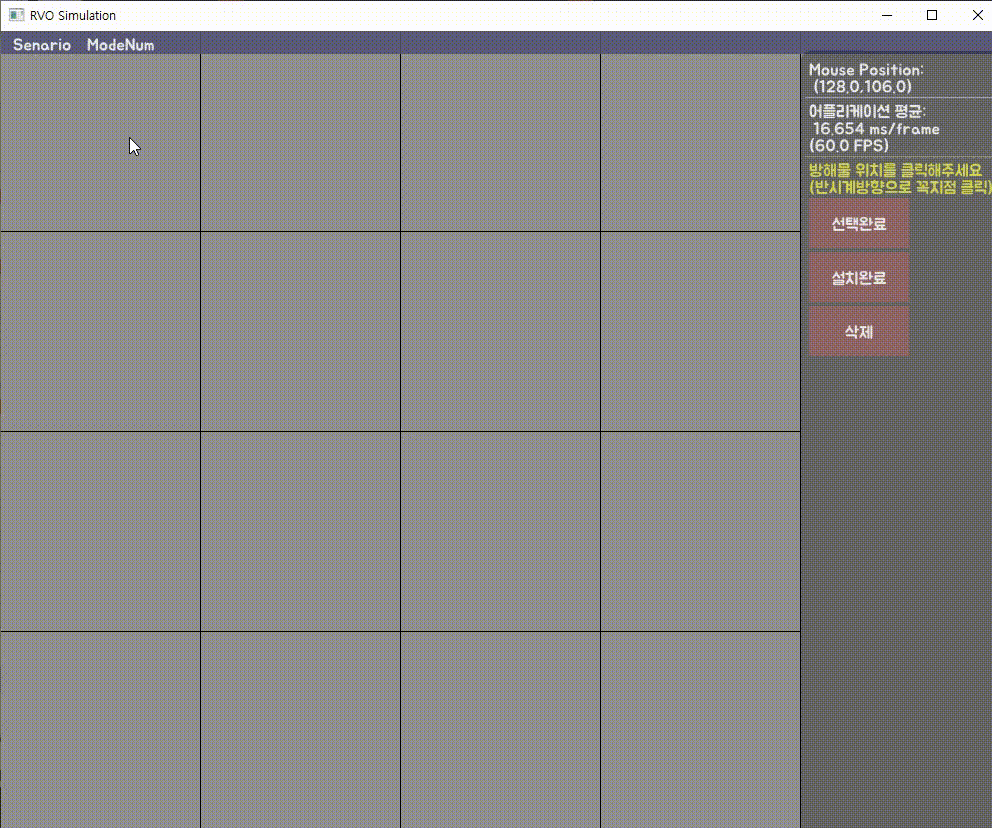 RVO Simulation
Senario ModeNum
Mouse Position:
(128.0,106.0)
어플리케이션 평균:
16.654 ms/frame
(60.0 FPS)
방해물 위치를 클릭해주세요
(반시계방향으로 꼭지점 클릭)
선택완료
설치완료
삭제